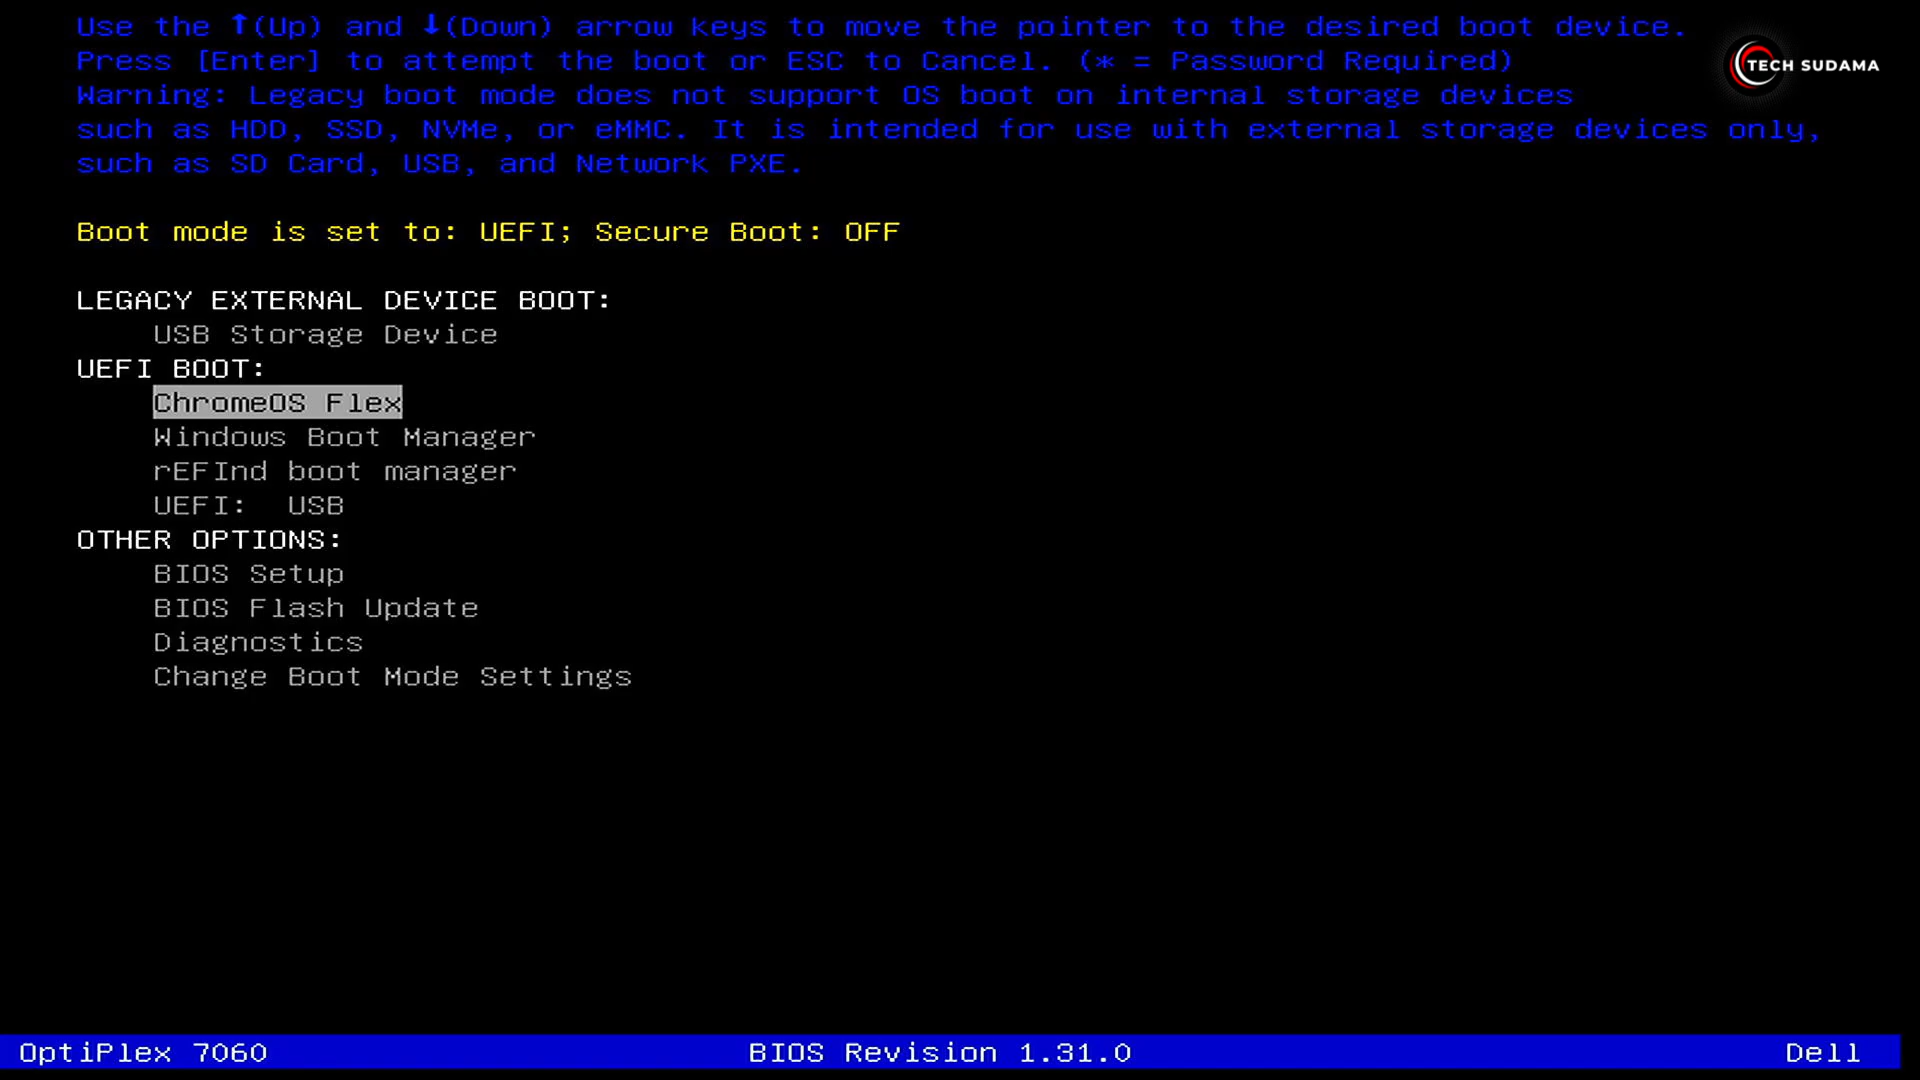 Use the ↑(Up) and ↓(Down) arrow keys to move the pointer to the desired boot device.
Press [Enter] to attempt the boot or ESC to Cancel. (* = Password Required)
Warning: Legacy boot mode does not support OS boot on internal storage devices
such as HDD, SSD, NVMe, or eMMC. It is intended for use with external storage devices only,
such as SD Card, USB, and Network PXE.
TECH SUDAMA
Boot mode is set to: UEFI; Secure Boot: OFF
LEGACY EXTERNAL DEVICE BOOT:
USB Storage Device
UEFI BOOT:
ChromeOS Flex
Windows Boot Manager
rEFInd boot manager
UEFI: USB
OTHER OPTIONS:
BIOS Setup
BIOS Flash Update
Diagnostics
Change Boot Mode Settings
OptiPlex 7060 BIOS Revision 1.31.0 Dell